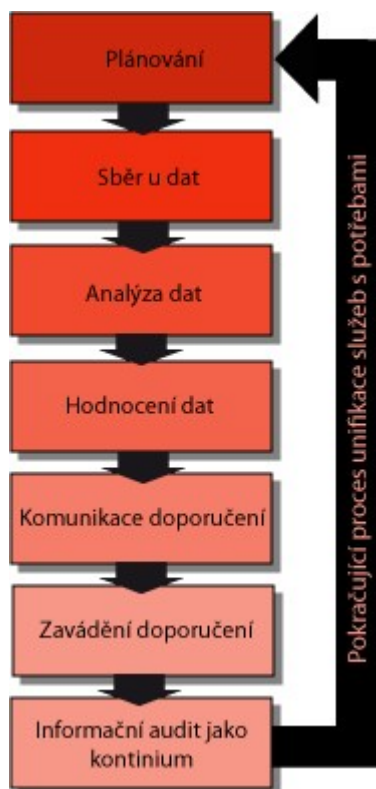 Plánování
Sběr u dat
Analýza dat
Hodnocení dat
Komunikace doporučení
Zavádění doporučení
Informační audit jako
kontinium
Pokračující proces unifikace služeb s potřebami